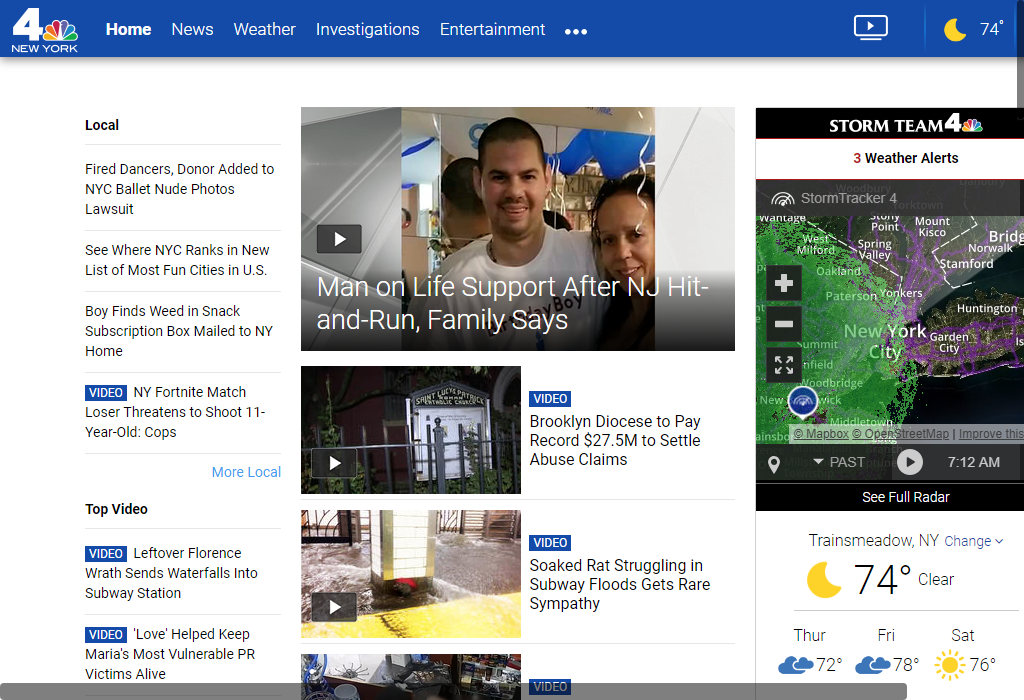 4
NEW YORK
Home
News
Weather
Investigations
Entertainment
74°
Local
Fired Dancers, Donor Added to
NYC Ballet Nude Photos
Lawsuit
See Where NYC Ranks in New
List of Most Fun Cities in U.S.
Boy Finds Weed in Snack
Subscription Box Mailed to NY
Home
VIDEO NY Fortnite Match
Loser Threatens to Shoot 11-
Year-Old: Cops
More Local
Top Video
VIDEO Leftover Florence
Wrath Sends Waterfalls Into
Subway Station
VIDEO 'Love' Helped Keep
Maria's Most Vulnerable PR
Victims Alive
Man on Life Support After NJ Hit-
and-Run, Family Says
VIDEO
Brooklyn Diocese to Pay
Record $27.5M to Settle
Abuse Claims
VIDEO
Soaked Rat Struggling in
Subway Floods Gets Rare
Sympathy
VIDEO
STORM TEAM 4
3 Weather Alerts
StormTracker 4
Woodbury
Danbury
Yorktown
Wantage
Stony
Point
Mount
Kisco
West
Milford
Spring
Valley
Bridg
Norwalk
Stamford
Oakland
Paterson
Yonkers
Huntington
New York
City
Garden
City
Is
Summit
nfield
Woodbridge
New
wick
Middletown
ainsbo
© Mapbox © OpenStreetMap | Improve this
PAST
7:12 AM
See Full Radar
Trainsmeadow, NY Change
74° Clear
Thur
Fri
Sat
72°
78°
76°